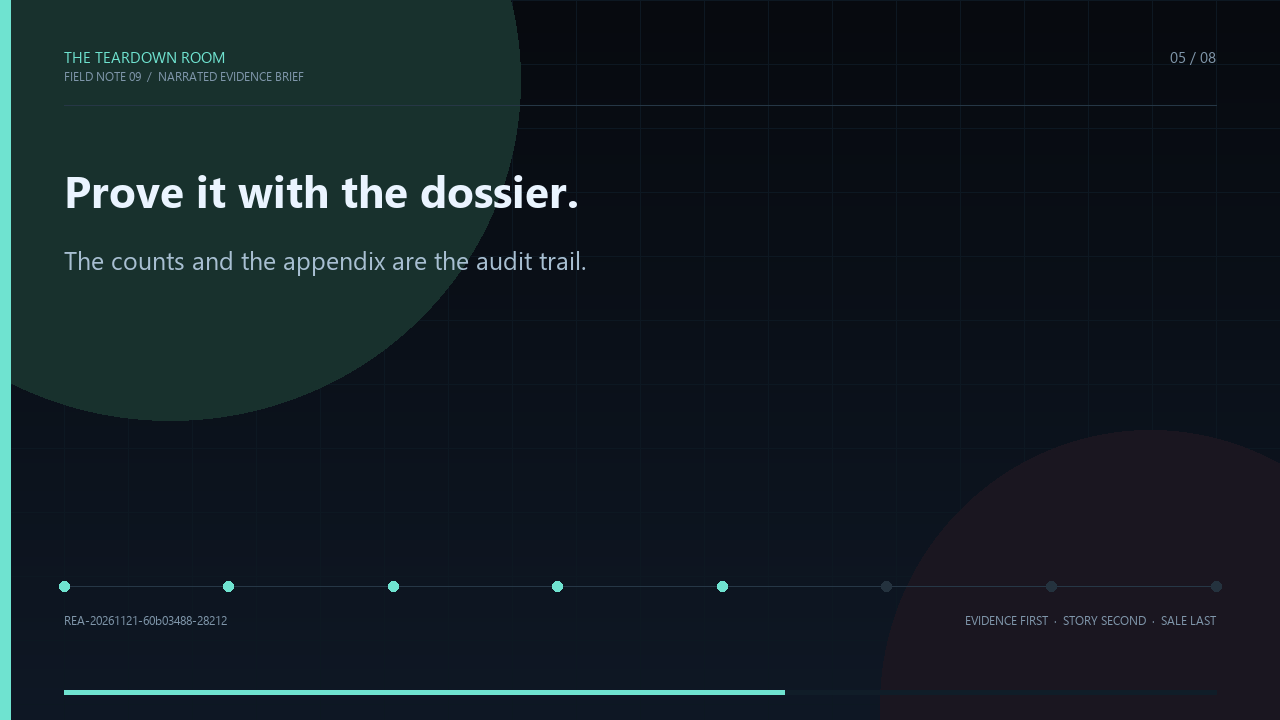 THE TEARDOWN ROOM
05 / 08
FIELD NOTE 09 / NARRATED EVIDENCE BRIEF
Prove it with the dossier.
The counts and the appendix are the audit trail.
REA-20261121-60b03488-28212
EVIDENCE FIRST · STORY SECOND · SALE LAST